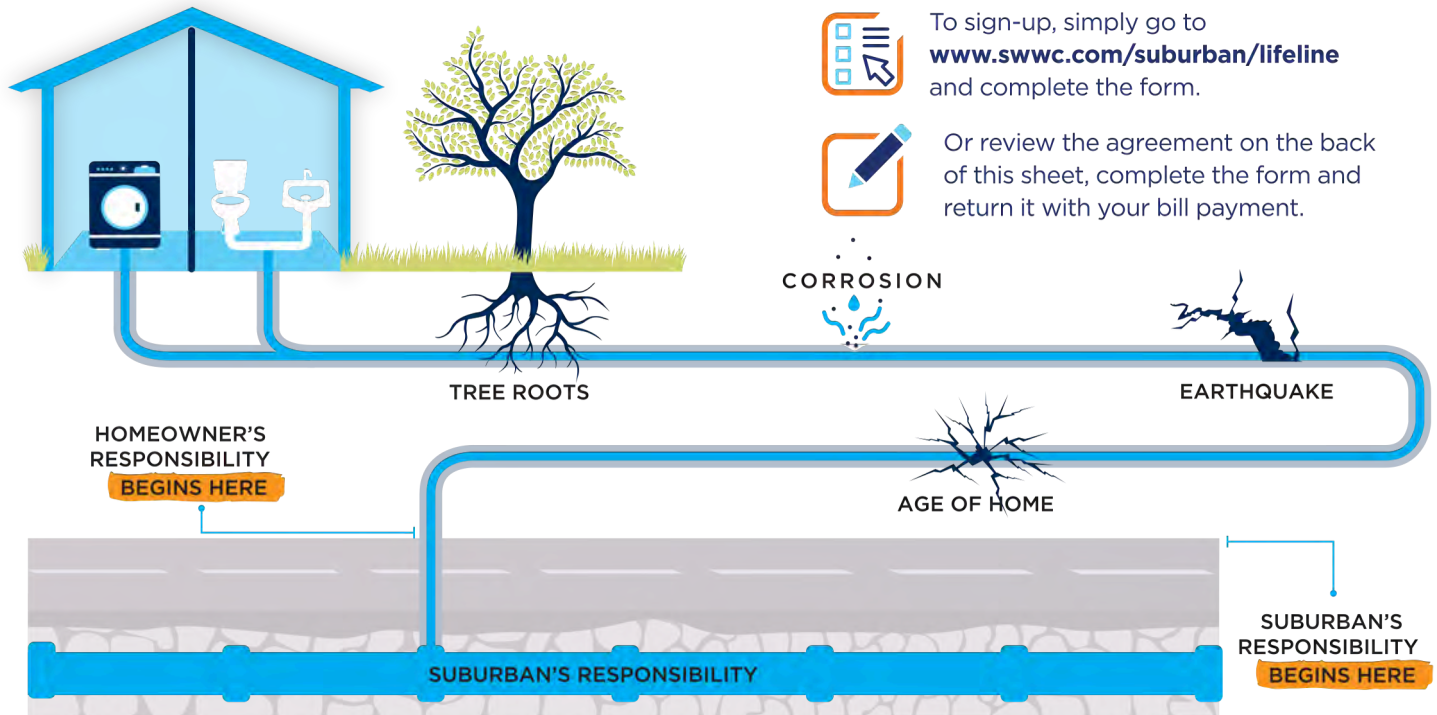 To sign-up, simply go to
www.swwc.com/suburban/lifeline
and complete the form.
Or review the agreement on the back
of this sheet, complete the form and
return it with your bill payment.
CORROSION
TREE ROOTS
EARTHQUAKE
HOMEOWNER'S
RESPONSIBILITY
BEGINS HERE
AGE OF HOME
SUBURBAN'S
RESPONSIBILITY
BEGINS HERE
SUBURBAN'S RESPONSIBILITY